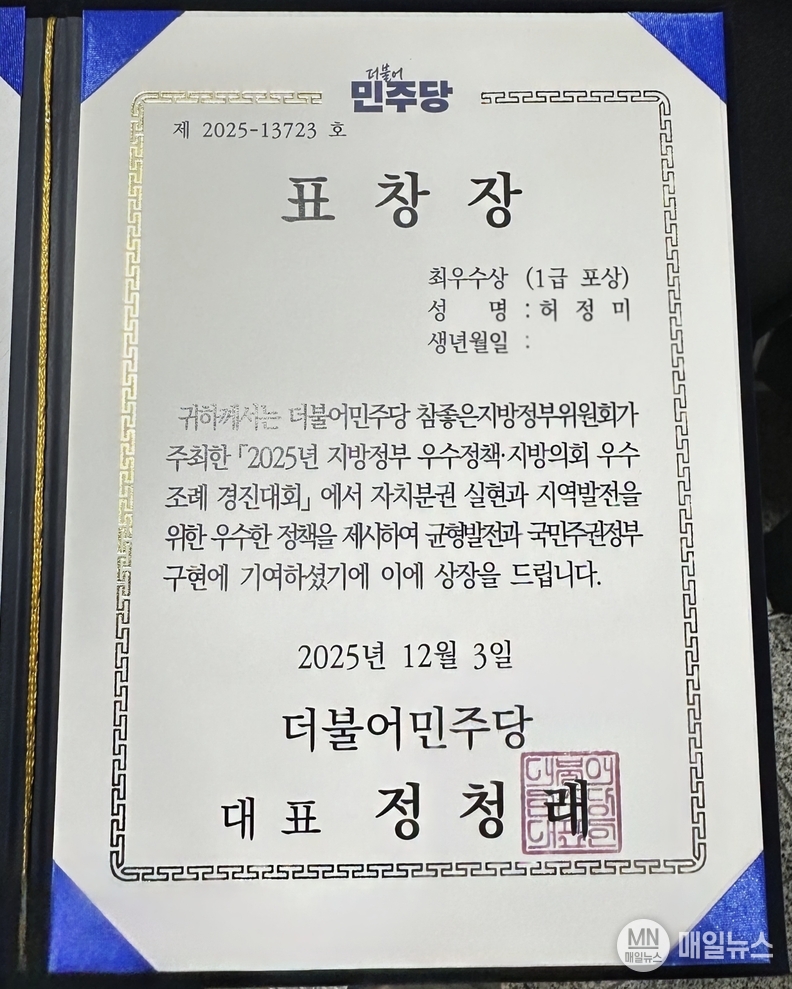 더불어
민주당
제 2025-13723 호
표창장
최우수상 (1급 포상)
성 명 : 허 정 미
생년월일 :
귀하께서는 더불어민주당 참좋은지방정부위원회가
주최한 「2025년 지방정부 우수정책·지방의회 우수
조례 경진대회」 에서 자치분권 실현과 지역발전을
위한 우수한 정책을 제시하여 균형발전과 국민주권정부
구현에 기여하셨기에 이에 상장을 드립니다.
2025년 12월 3일
더불어민주당
대 표 정 청 래
MN
매일뉴스
매일뉴스